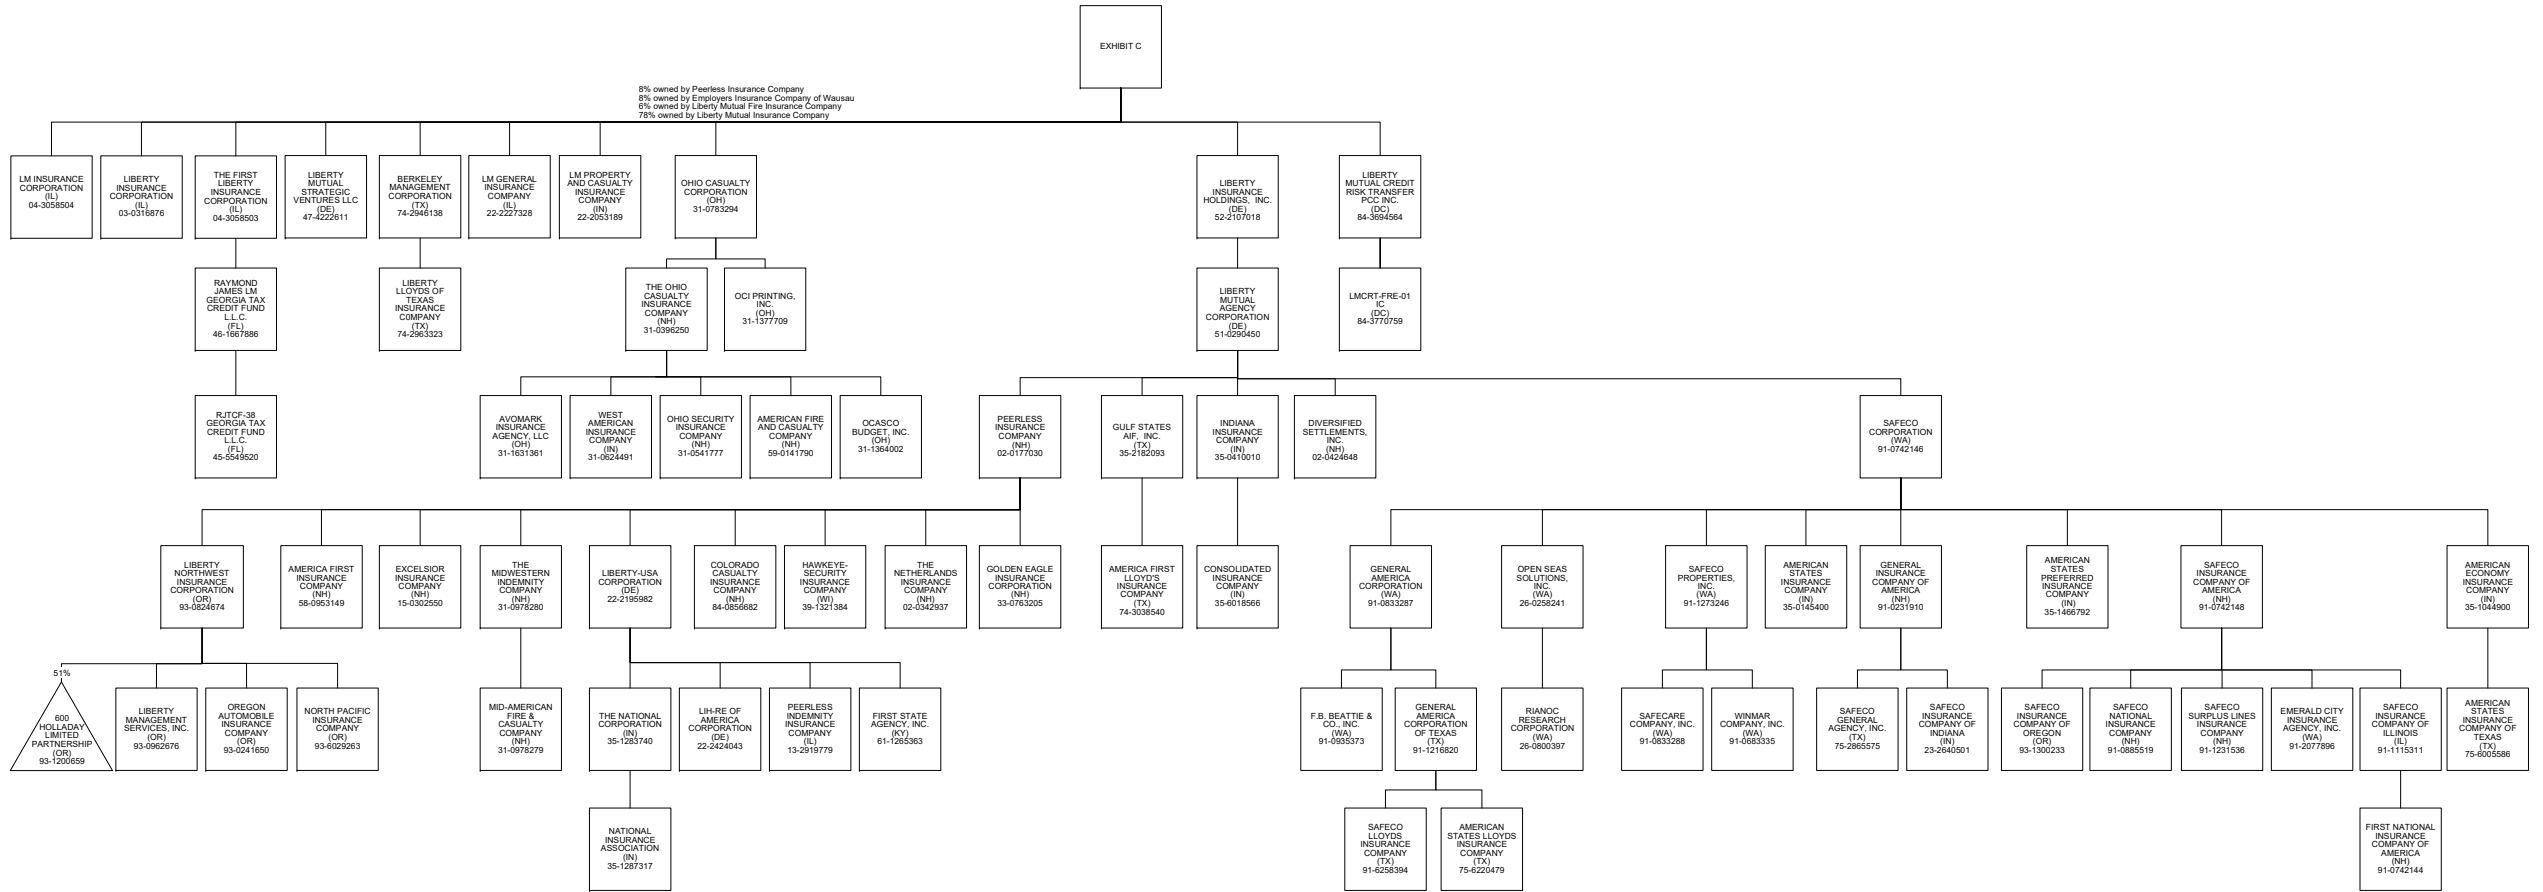 EXHIBIT C
8% owned by Peerless Insurance Company
8% owned by Employers Insurance Company of Wausau
6% owned by Liberty Mutual Fire Insurance Company
78% owned by Liberty Mutual Insurance Company
LM INSURANCE
CORPORATION
(IL)
04-3058504
LIBERTY
INSURANCE
CORPORATION
(IL)
03-0316876
THE FIRST
LIBERTY
INSURANCE
CORPORATION
(IL)
04-3058503
LIBERTY
MUTUAL
STRATEGIC
VENTURES LLC
(DE)
47-4222611
BERKELEY
MANAGEMENT
CORPORATION
(TX)
74-2946138
LM GENERAL
INSURANCE
COMPANY
(IL)
22-2227328
LM PROPERTY
AND CASUALTY
INSURANCE
COMPANY
(IN)
22-2053189
OHIO CASUALTY
CORPORATION
(OH)
31-0783294
LIBERTY
INSURANCE
HOLDINGS, INC.
(DE)
52-2107018
LIBERTY
MUTUAL CREDIT
RISK TRANSFER
PCC INC.
(DC)
84-3694564
RAYMOND
JAMES LM
GEORGIA TAX
CREDIT FUND
L.L.C.
(FL)
46-1667886
LIBERTY
LLOYDS OF
TEXAS
INSURANCE
C0MPANY
(TX)
74-2963323
THE OHIO
CASUALTY
INSURANCE
COMPANY
(NH)
31-0396250
OCI PRINTING,
INC.
(OH)
31-1377709
LIBERTY
MUTUAL
AGENCY
CORPORATION
(DE)
51-0290450
LMCRT-FRE-01
IC
(DC)
84-3770759
RJTCF-38
GEORGIA TAX
CREDIT FUND
L.L.C.
(FL)
45-5549520
AVOMARK
INSURANCE
AGENCY, LLC
(OH)
31-1631361
WEST
AMERICAN
INSURANCE
COMPANY
(IN)
31-0624491
OHIO SECURITY
INSURANCE
COMPANY
(NH)
31-0541777
AMERICAN FIRE
AND CASUALTY
COMPANY
(NH)
59-0141790
OCASCO
BUDGET, INC.
(OH)
31-1364002
PEERLESS
INSURANCE
COMPANY
(NH)
02-0177030
GULF STATES
AIF, INC.
(TX)
35-2182093
INDIANA
INSURANCE
COMPANY
(IN)
35-0410010
DIVERSIFIED
SETTLEMENTS,
INC.
(NH)
02-0424648
SAFECO
CORPORATION
(WA)
91-0742146
LIBERTY
NORTHWEST
INSURANCE
CORPORATION
(OR)
93-0824674
AMERICA FIRST
INSURANCE
COMPANY
(NH)
58-0953149
EXCELSIOR
INSURANCE
COMPANY
(NH)
15-0302550
THE
MIDWESTERN
INDEMNITY
COMPANY
(NH)
31-0978280
LIBERTY-USA
CORPORATION
(DE)
22-2195982
COLORADO
CASUALTY
INSURANCE
COMPANY
(NH)
84-0856682
HAWKEYE-
SECURITY
INSURANCE
COMPANY
(WI)
39-1321384
THE
NETHERLANDS
INSURANCE
COMPANY
(NH)
02-0342937
GOLDEN EAGLE
INSURANCE
CORPORATION
(NH)
33-0763205
AMERICA FIRST
LLOYD'S
INSURANCE
COMPANY
(TX)
74-3038540
CONSOLIDATED
INSURANCE
COMPANY
(IN)
35-6018566
GENERAL
AMERICA
CORPORATION
(WA)
91-0833287
OPEN SEAS
SOLUTIONS,
INC.
(WA)
26-0258241
SAFECO
PROPERTIES,
INC.
(WA)
91-1273246
AMERICAN
STATES
INSURANCE
COMPANY
(IN)
35-0145400
GENERAL
INSURANCE
COMPANY OF
AMERICA
(NH)
91-0231910
AMERICAN
STATES
PREFERRED
INSURANCE
COMPANY
(IN)
35-1466792
SAFECO
INSURANCE
COMPANY OF
AMERICA
(NH)
91-0742148
AMERICAN
ECONOMY
INSURANCE
COMPANY
(IN)
35-1044900
51%
600
HOLLADAY
LIMITED
PARTNERSHIP
(OR)
93-1200659
LIBERTY
MANAGEMENT
SERVICES, INC.
(OR)
93-0962676
OREGON
AUTOMOBILE
INSURANCE
COMPANY
(OR)
93-0241650
NORTH PACIFIC
INSURANCE
COMPANY
(OR)
93-6029263
MID-AMERICAN
FIRE &
CASUALTY
COMPANY
(NH)
31-0978279
THE NATIONAL
CORPORATION
(IN)
35-1283740
LIH-RE OF
AMERICA
CORPORATION
(DE)
22-2424043
PEERLESS
INDEMNITY
INSURANCE
COMPANY
(IL)
13-2919779
FIRST STATE
AGENCY, INC.
(KY)
61-1265363
F.B. BEATTIE &
CO., INC.
(WA)
91-0935373
GENERAL
AMERICA
CORPORATION
OF TEXAS
(TX)
91-1216820
RIANOC
RESEARCH
CORPORATION
(WA)
26-0800397
SAFECARE
COMPANY, INC.
(WA)
91-0833288
WINMAR
COMPANY, INC.
(WA)
91-0683335
SAFECO
GENERAL
AGENCY, INC.
(TX)
75-2865575
SAFECO
INSURANCE
COMPANY OF
INDIANA
(IN)
23-2640501
SAFECO
INSURANCE
COMPANY OF
OREGON
(OR)
93-1300233
SAFECO
NATIONAL
INSURANCE
COMPANY
(NH)
91-0885519
SAFECO
SURPLUS LINES
INSURANCE
COMPANY
(NH)
91-1231536
EMERALD CITY
INSURANCE
AGENCY, INC.
(WA)
91-2077896
SAFECO
INSURANCE
COMPANY OF
ILLINOIS
(IL)
91-1115311
AMERICAN
STATES
INSURANCE
COMPANY OF
TEXAS
(TX)
75-6005586
NATIONAL
INSURANCE
ASSOCIATION
(IN)
35-1287317
SAFECO
LLOYDS
INSURANCE
COMPANY
(TX)
91-6258394
AMERICAN
STATES LLOYDS
INSURANCE
COMPANY
(TX)
75-6220479
FIRST NATIONAL
INSURANCE
COMPANY OF
AMERICA
(NH)
91-0742144